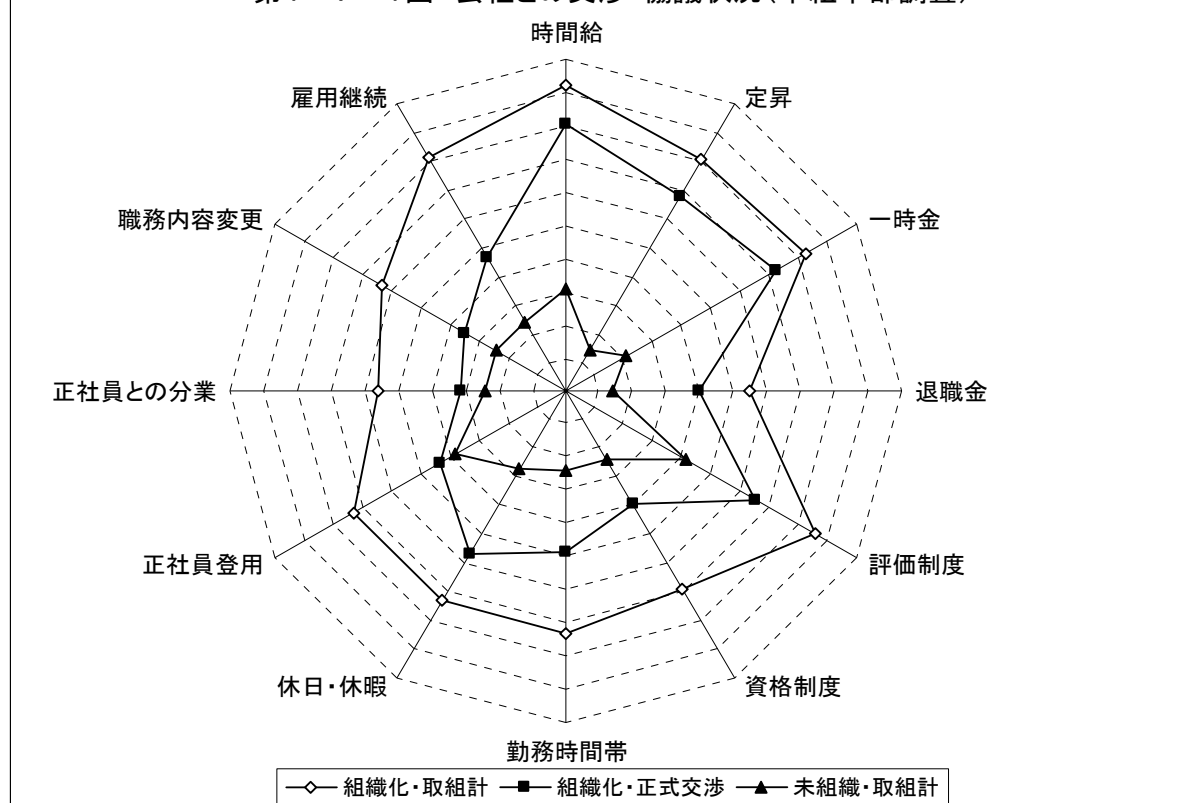 時間給
雇用継続
定昇
職務内容変更
一時金
正社員との分業
退職金
正社員登用
評価制度
休日・休暇
資格制度
勤務時間帯
組織化・取組計 組織化・正式交渉 未組織・取組計